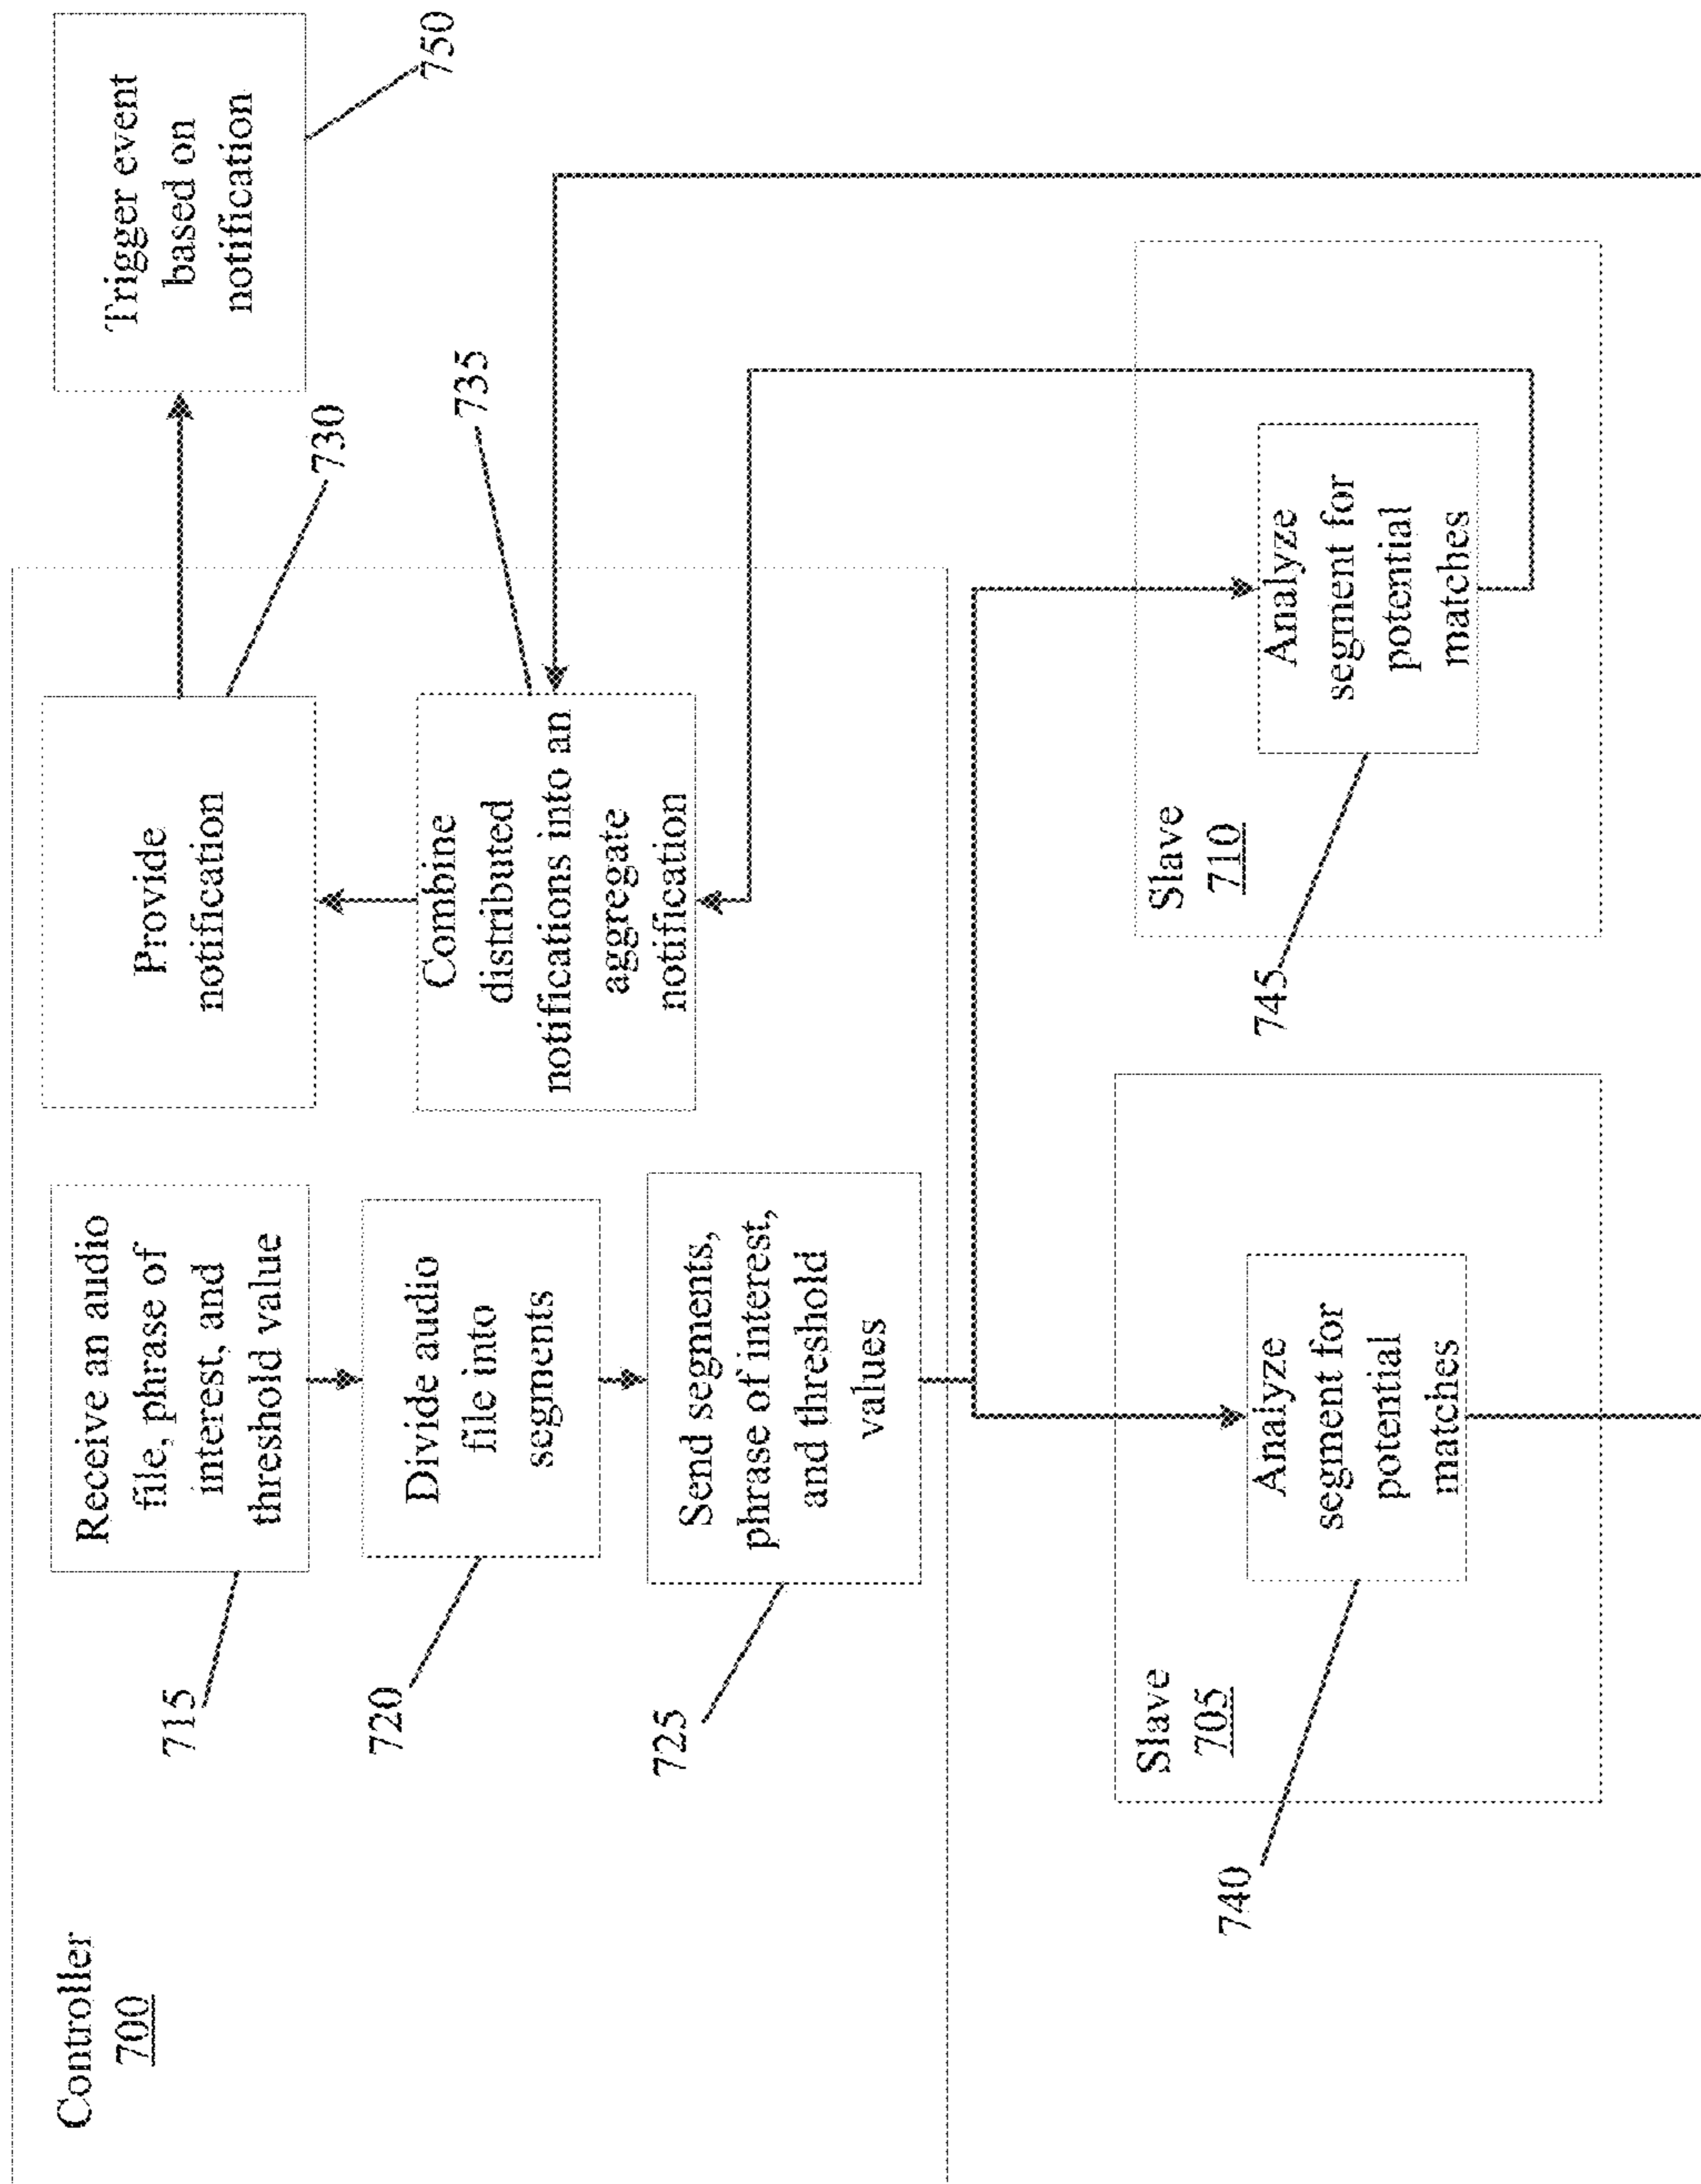 Controller
700
Receive an audio
file, phrase of
interest, and
threshold value
715
Divide audio
file into
segments
720
Send segments,
phrase of interest,
and threshold
values
725
Provide
notification
730
Combine
distributed
notifications into an
aggregate
notification
735
Trigger event
based on
notification
750
Slave
705
Analyze
segment for
potential
matches
740
Slave
710
Analyze
segment for
potential
matches
745